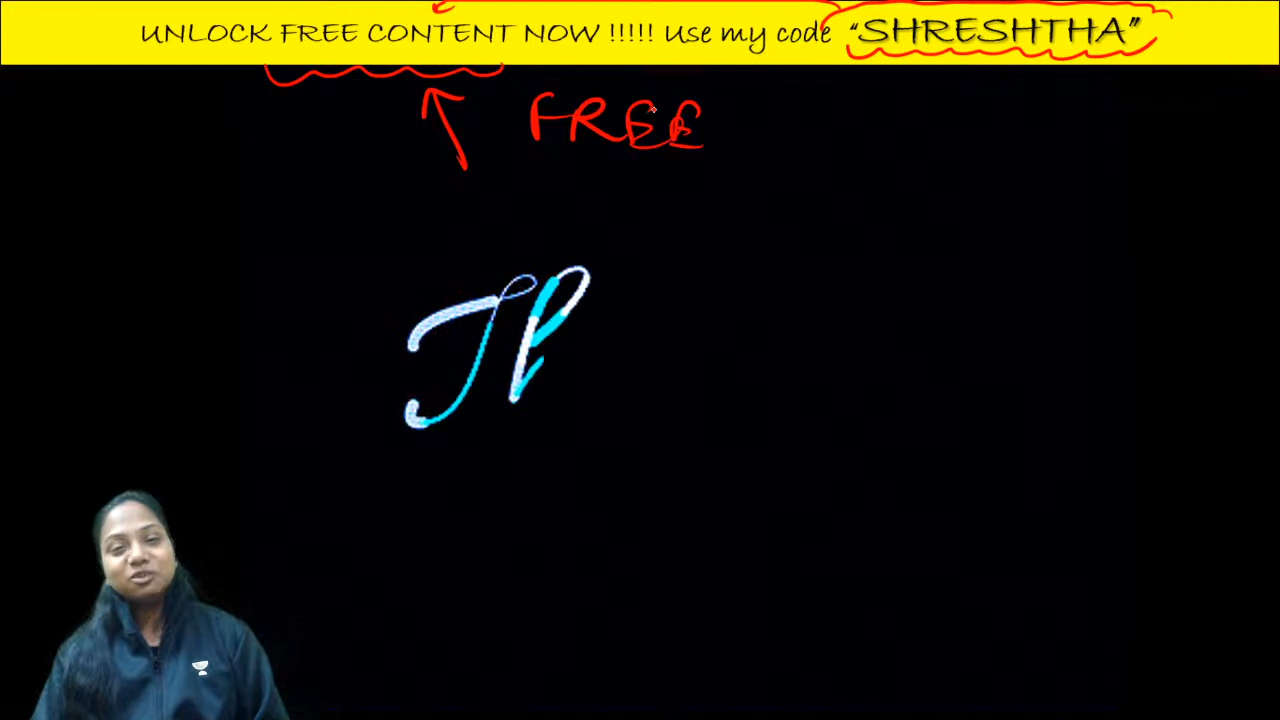 UNLOCK FREE CONTENT NOW !!!!! Use my code “SHRESHTHA”
FREE